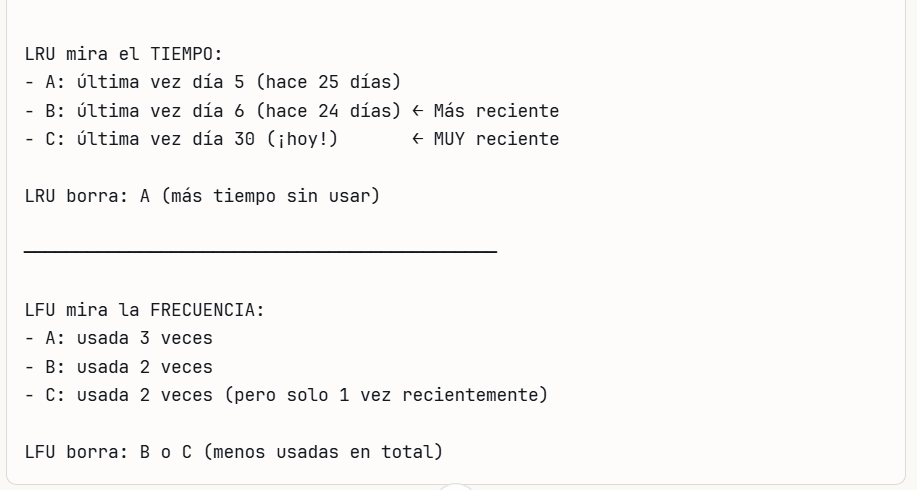 LRU mira el TIEMPO:
- A: última vez día 5 (hace 25 días)
- B: última vez día 6 (hace 24 días) ← Más reciente
- C: última vez día 30 (¡hoy!)       ← MUY reciente
LRU borra: A (más tiempo sin usar)
LFU mira la FRECUENCIA:
- A: usada 3 veces
- B: usada 2 veces
- C: usada 2 veces (pero solo 1 vez recientemente)
LFU borra: B o C (menos usadas en total)